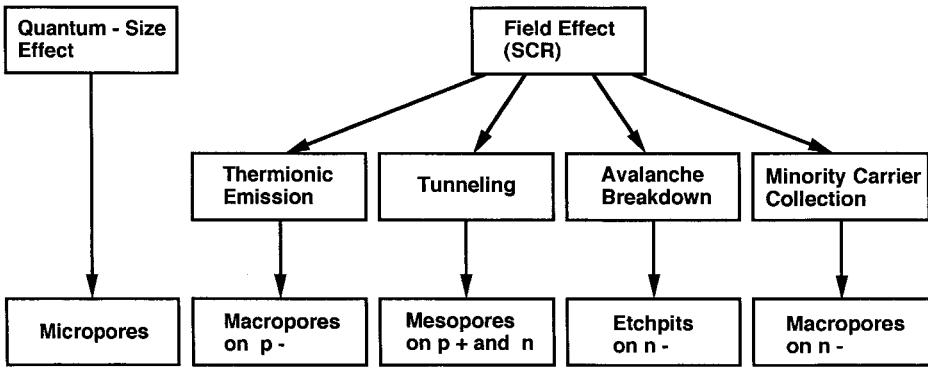 Quantum - Size
Effect
Field Effect
(SCR)
Thermionic
Emission
Tunneling
Avalanche
Breakdown
Minority Carrier
Collection
Micropores
Macropores
on p -
Mesopores
on p + and n
Etchpits
on n -
Macropores
on n -